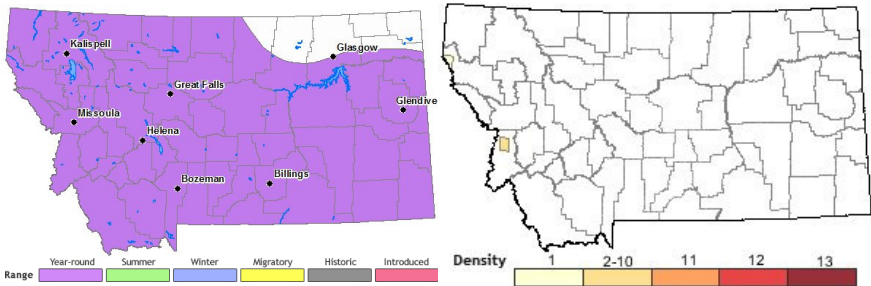 Kalispell
Glasgow
Great Falls
Glendive
Missoula
Helena
Bozeman
Billings
Range Year-round Summer Winter Migratory Historic Introduced
Density 1 2-10 11 12 13